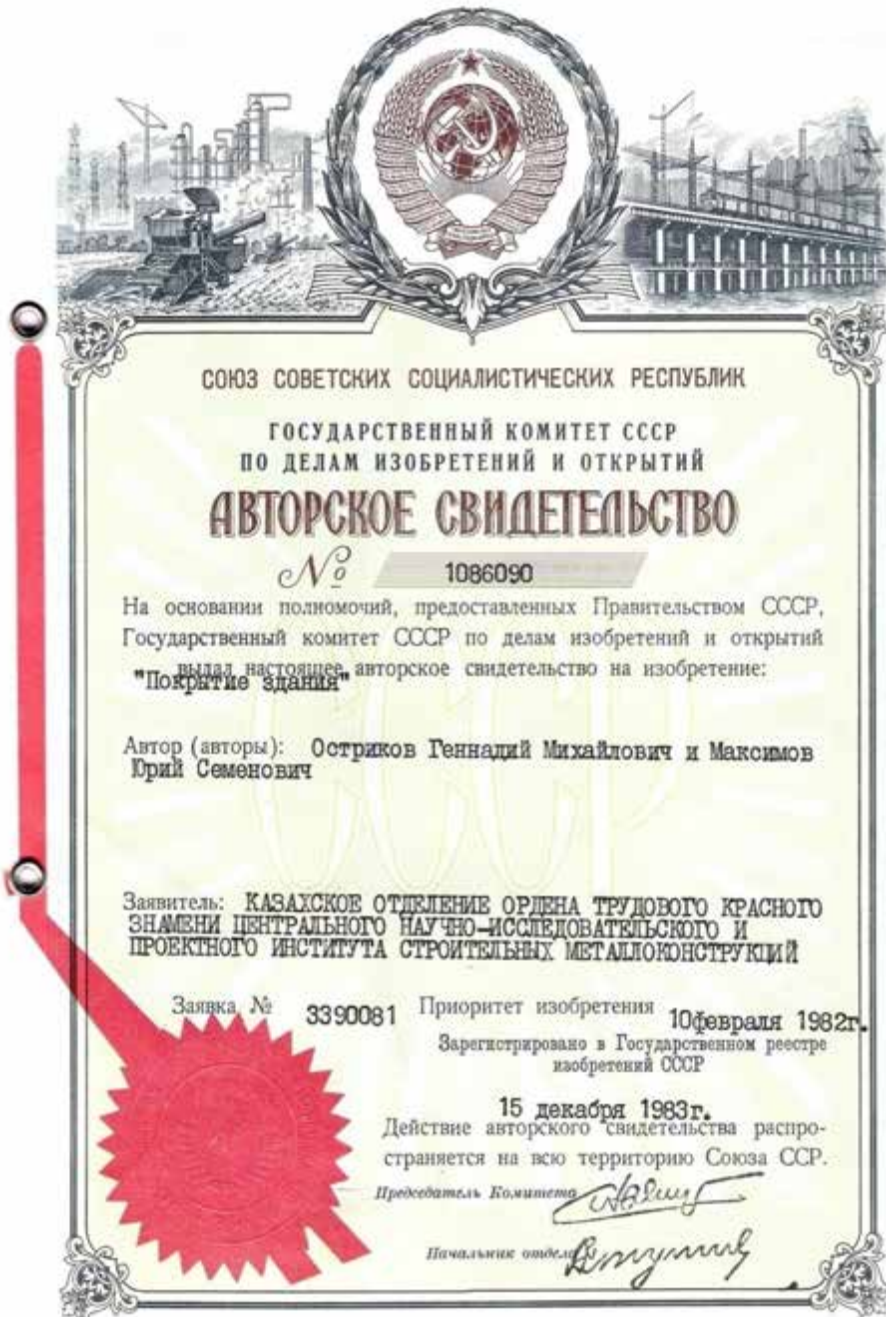 СОЮЗ СОВЕТСКИХ СОЦИАЛИСТИЧЕСКИХ РЕСПУБЛИК
ГОСУДАРСТВЕННЫЙ КОМИТЕТ СССР
ПО ДЕЛАМ ИЗОБРЕТЕНИЙ И ОТКРЫТИЙ
АВТОРСКОЕ СВИДЕТЕЛЬСТВО
№ 1086090
На основании полномочий, предоставленных Правительством СССР,
Государственный комитет СССР по делам изобретений и открытий
выдал настоящее авторское свидетельство на изобретение:
"Покрытие здания"
СССР
Автор (авторы): Остриков Геннадий Михайлович и Максимов
Юрий Семенович
Заявитель: КАЗАХСКОЕ ОТДЕЛЕНИЕ ОРДЕНА ТРУДОВОГО КРАСНОГО
ЗНАМЕНИ ЦЕНТРАЛЬНОГО НАУЧНО-ИССЛЕДОВАТЕЛЬСКОГО И
ПРОЕКТНОГО ИНСТИТУТА СТРОИТЕЛЬНЫХ МЕТАЛЛОКОНСТРУКЦИЙ
Заявка № 3390081 Приоритет изобретения 10 февраля 1982г.
Зарегистрировано в Государственном реестре
изобретений СССР
15 декабря 1983г.
Действие авторского свидетельства распро-
страняется на всю территорию Союза ССР.
Председатель Комитета
Начальник отдела